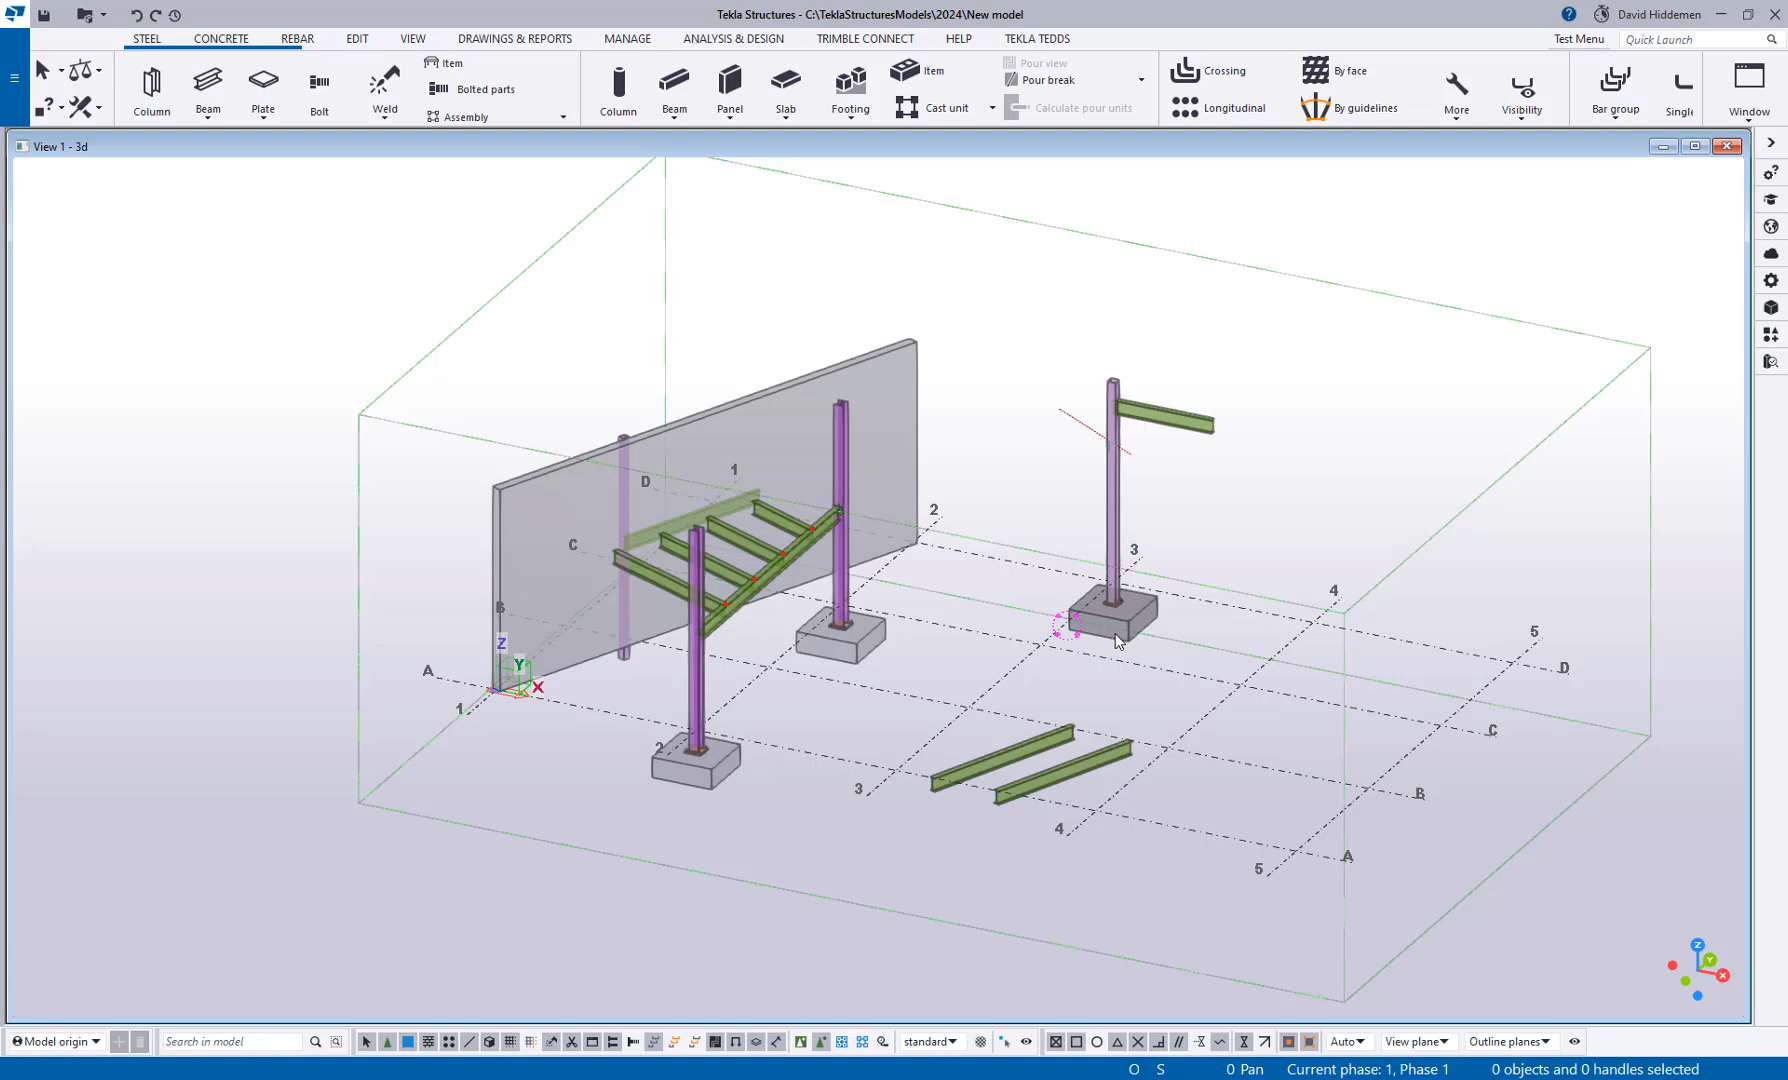 Tekla Structures - C:\TeklaStructuresModels\2024\New model
David Hiddemen
STEEL CONCRETE REBAR EDIT VIEW DRAWINGS & REPORTS MANAGE ANALYSIS & DESIGN TRIMBLE CONNECT HELP TEKLA TEDDS
Test Menu Quick Launch
Item
Bolted parts
Assembly
Column Beam Plate Bolt Weld
Column Beam Panel Slab Footing
Item
Cast unit
Pour view
Pour break
Calculate pour units
Crossing
Longitudinal
By face
By guidelines
More Visibility Bar group Single Window
View 1 - 3d
1
D
2
C
3
4
B
5
Z
Y
A
X
D
1
C
2
3
B
4
A
5
Z
Y
X
Model origin Search in model standard Auto View plane Outline planes
O S 0 Pan Current phase: 1, Phase 1 0 objects and 0 handles selected